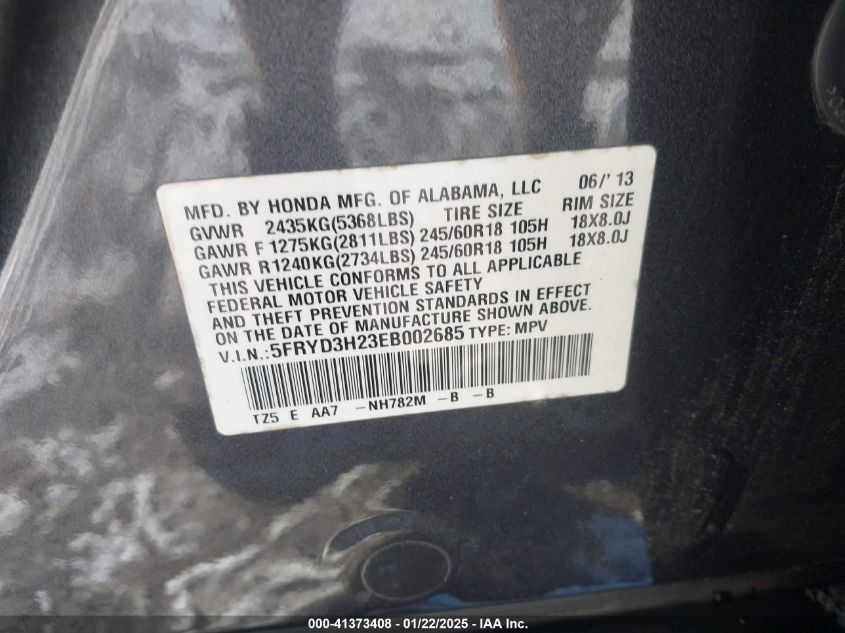 MFD. BY HONDA MFG. OF ALABAMA, LLC 06/' 13
GVWR 2435KG(5368LBS) TIRE SIZE RIM SIZE
GAWR F 1275KG(2811LBS) 245/60R18 105H 18X8.0J
GAWR R1240KG(2734LBS) 245/60R18 105H 18X8.0J
THIS VEHICLE CONFORMS TO ALL APPLICABLE
FEDERAL MOTOR VEHICLE SAFETY
AND THEFT PREVENTION STANDARDS IN EFFECT
ON THE DATE OF MANUFACTURE SHOWN ABOVE.
V.I.N.:5FRYD3H23EB002685 TYPE: MPV
TZ5 E AA7 -NH782M -B -B
000-41373408 - 01/22/2025 - IAAI Inc.